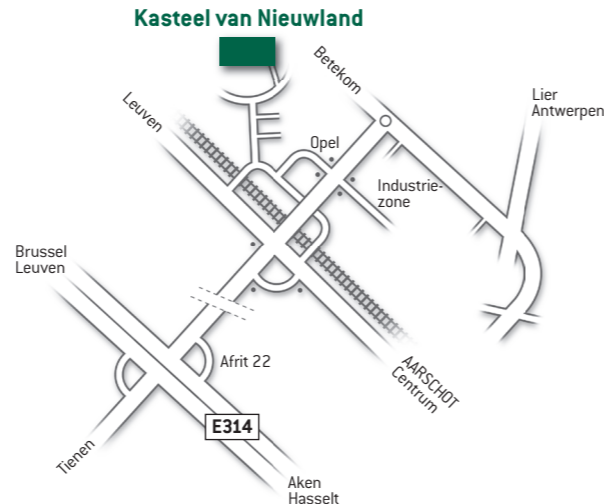 Kasteel van Nieuwland
Betekom
Lier
Antwerpen
Leuven
Opel
Industrie-
zone
Brussel
Leuven
Afrit 22
AARSCHOT
Centrum
E314
Tienen
Aken
Hasselt